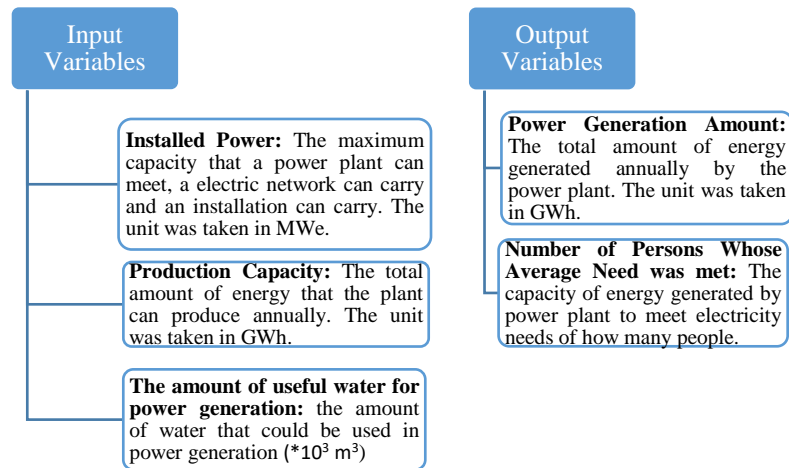 Input
Variables
Installed Power: The maximum
capacity that a power plant can
meet, a electric network can carry
and an installation can carry. The
unit was taken in MWe.
Production Capacity: The total
amount of energy that the plant
can produce annually. The unit
was taken in GWh.
The amount of useful water for
power generation: the amount
of water that could be used in
power generation (*10³ m³)
Output
Variables
Power Generation Amount:
The total amount of energy
generated annually by the
power plant. The unit was taken
in GWh.
Number of Persons Whose
Average Need was met: The
capacity of energy generated by
power plant to meet electricity
needs of how many people.